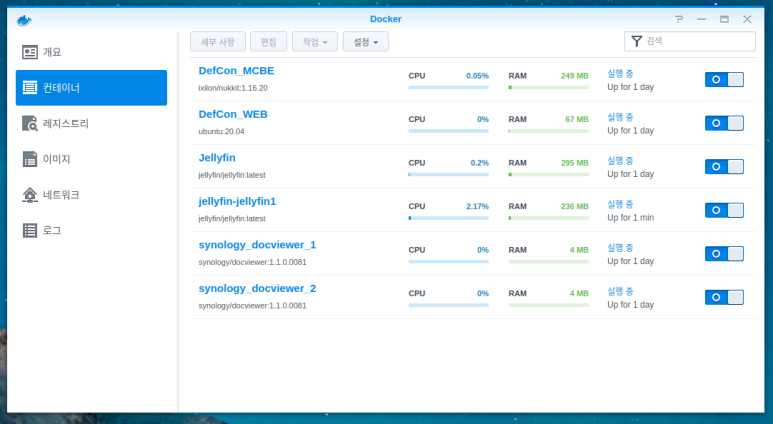 Docker
개요
컨테이너
레지스트리
이미지
네트워크
로그
세부 사항 편집 작업 설정 검색
DefCon_MCBE
ixilon/nukkit:1.16.20
CPU 0.05%
RAM 249 MB
실행 중
Up for 1 day
DefCon_WEB
ubuntu:20.04
CPU 0%
RAM 67 MB
실행 중
Up for 1 day
Jellyfin
jellyfin/jellyfin:latest
CPU 0.2%
RAM 295 MB
실행 중
Up for 1 day
jellyfin-jellyfin1
jellyfin/jellyfin:latest
CPU 2.17%
RAM 236 MB
실행 중
Up for 1 min
synology_docviewer_1
synology/docviewer:1.1.0.0081
CPU 0%
RAM 4 MB
실행 중
Up for 1 day
synology_docviewer_2
synology/docviewer:1.1.0.0081
CPU 0%
RAM 4 MB
실행 중
Up for 1 day